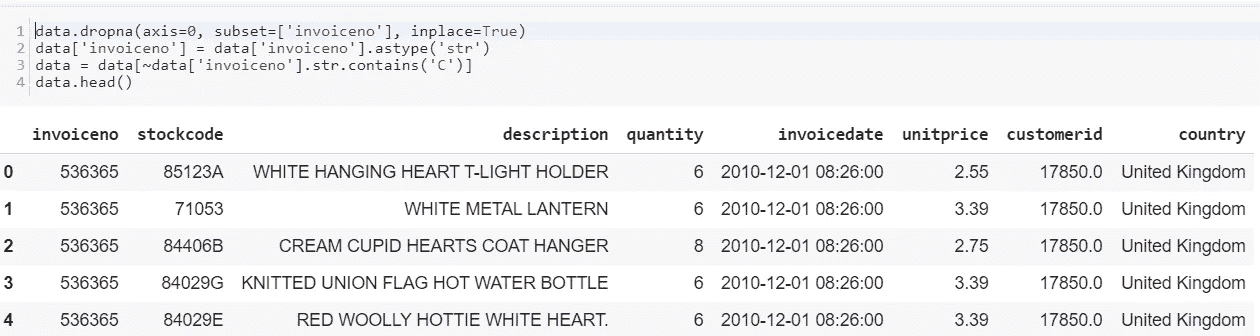 1 data.dropna(axis=0, subset=['invoiceno'], inplace=True)
2 data['invoiceno'] = data['invoiceno'].astype('str')
3 data = data[~data['invoiceno'].str.contains('C')]
4 data.head()
invoiceno stockcode description quantity invoicedate unitprice customerid country
0 536365 85123A WHITE HANGING HEART T-LIGHT HOLDER 6 2010-12-01 08:26:00 2.55 17850.0 United Kingdom
1 536365 71053 WHITE METAL LANTERN 6 2010-12-01 08:26:00 3.39 17850.0 United Kingdom
2 536365 84406B CREAM CUPID HEARTS COAT HANGER 8 2010-12-01 08:26:00 2.75 17850.0 United Kingdom
3 536365 84029G KNITTED UNION FLAG HOT WATER BOTTLE 6 2010-12-01 08:26:00 3.39 17850.0 United Kingdom
4 536365 84029E RED WOOLLY HOTTIE WHITE HEART. 6 2010-12-01 08:26:00 3.39 17850.0 United Kingdom